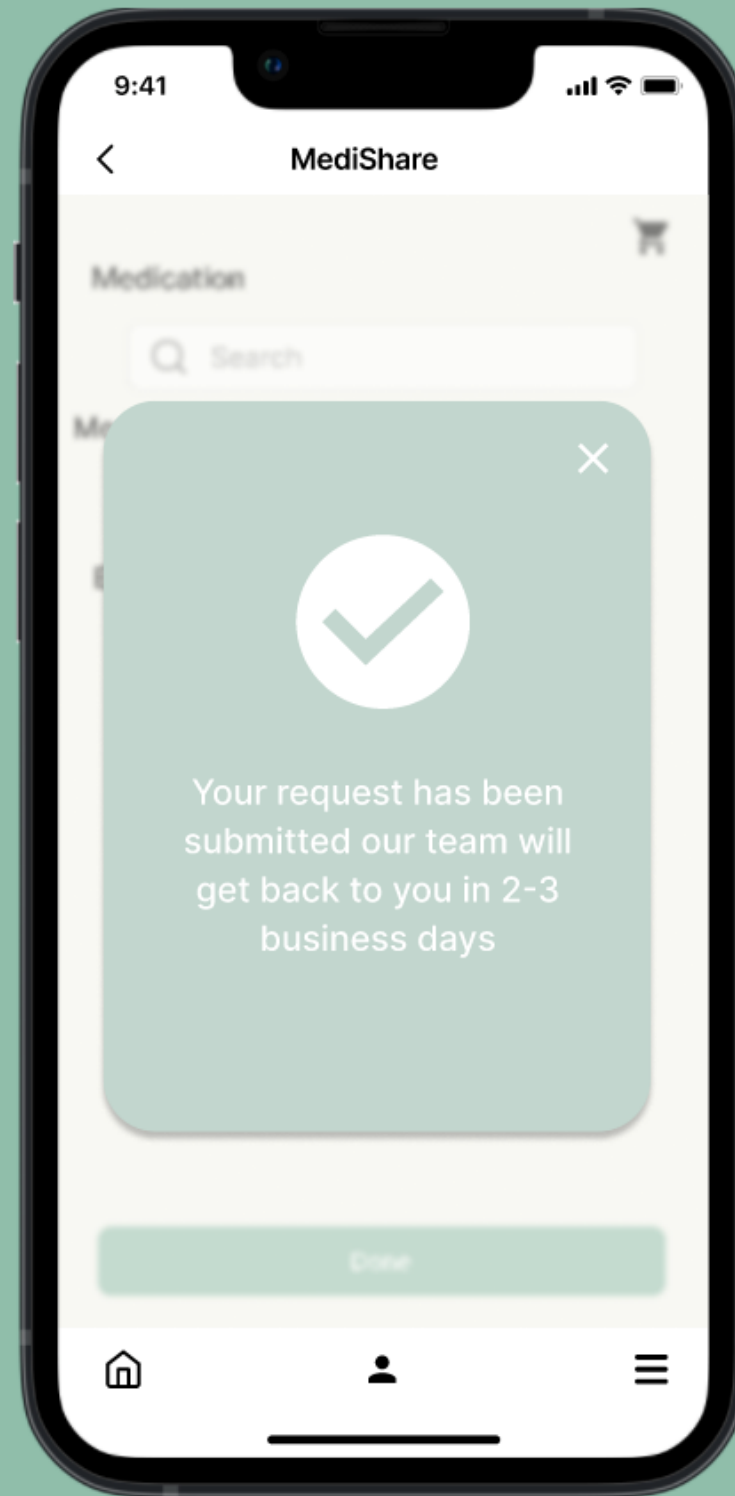 9:41
MediShare
Medication
Search
Your request has been
submitted our team will
get back to you in 2-3
business days
Done